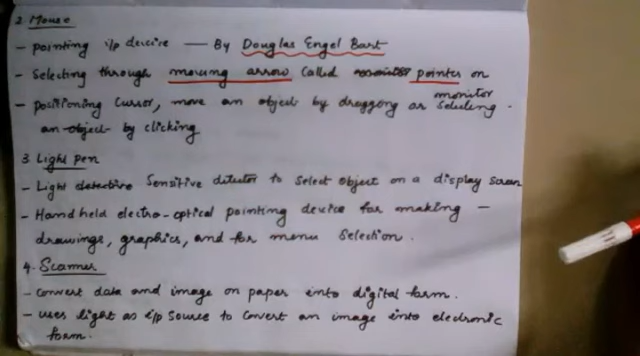 2. Mouse
- pointing i/p device — By Douglas Engel Bart
- Selecting through moving arrow called pointer on
monitor
- positioning cursor, move an object by dragging or selecting
an object by clicking
3. Light pen
- Light detective Sensitive detector to select object on a display screen
- Hand held electro-optical pointing device for making —
drawings, graphics, and for menu selection.
4. Scanner
- convert data and image on paper into digital form.
- uses light as i/p source to convert an image into electronic
form.